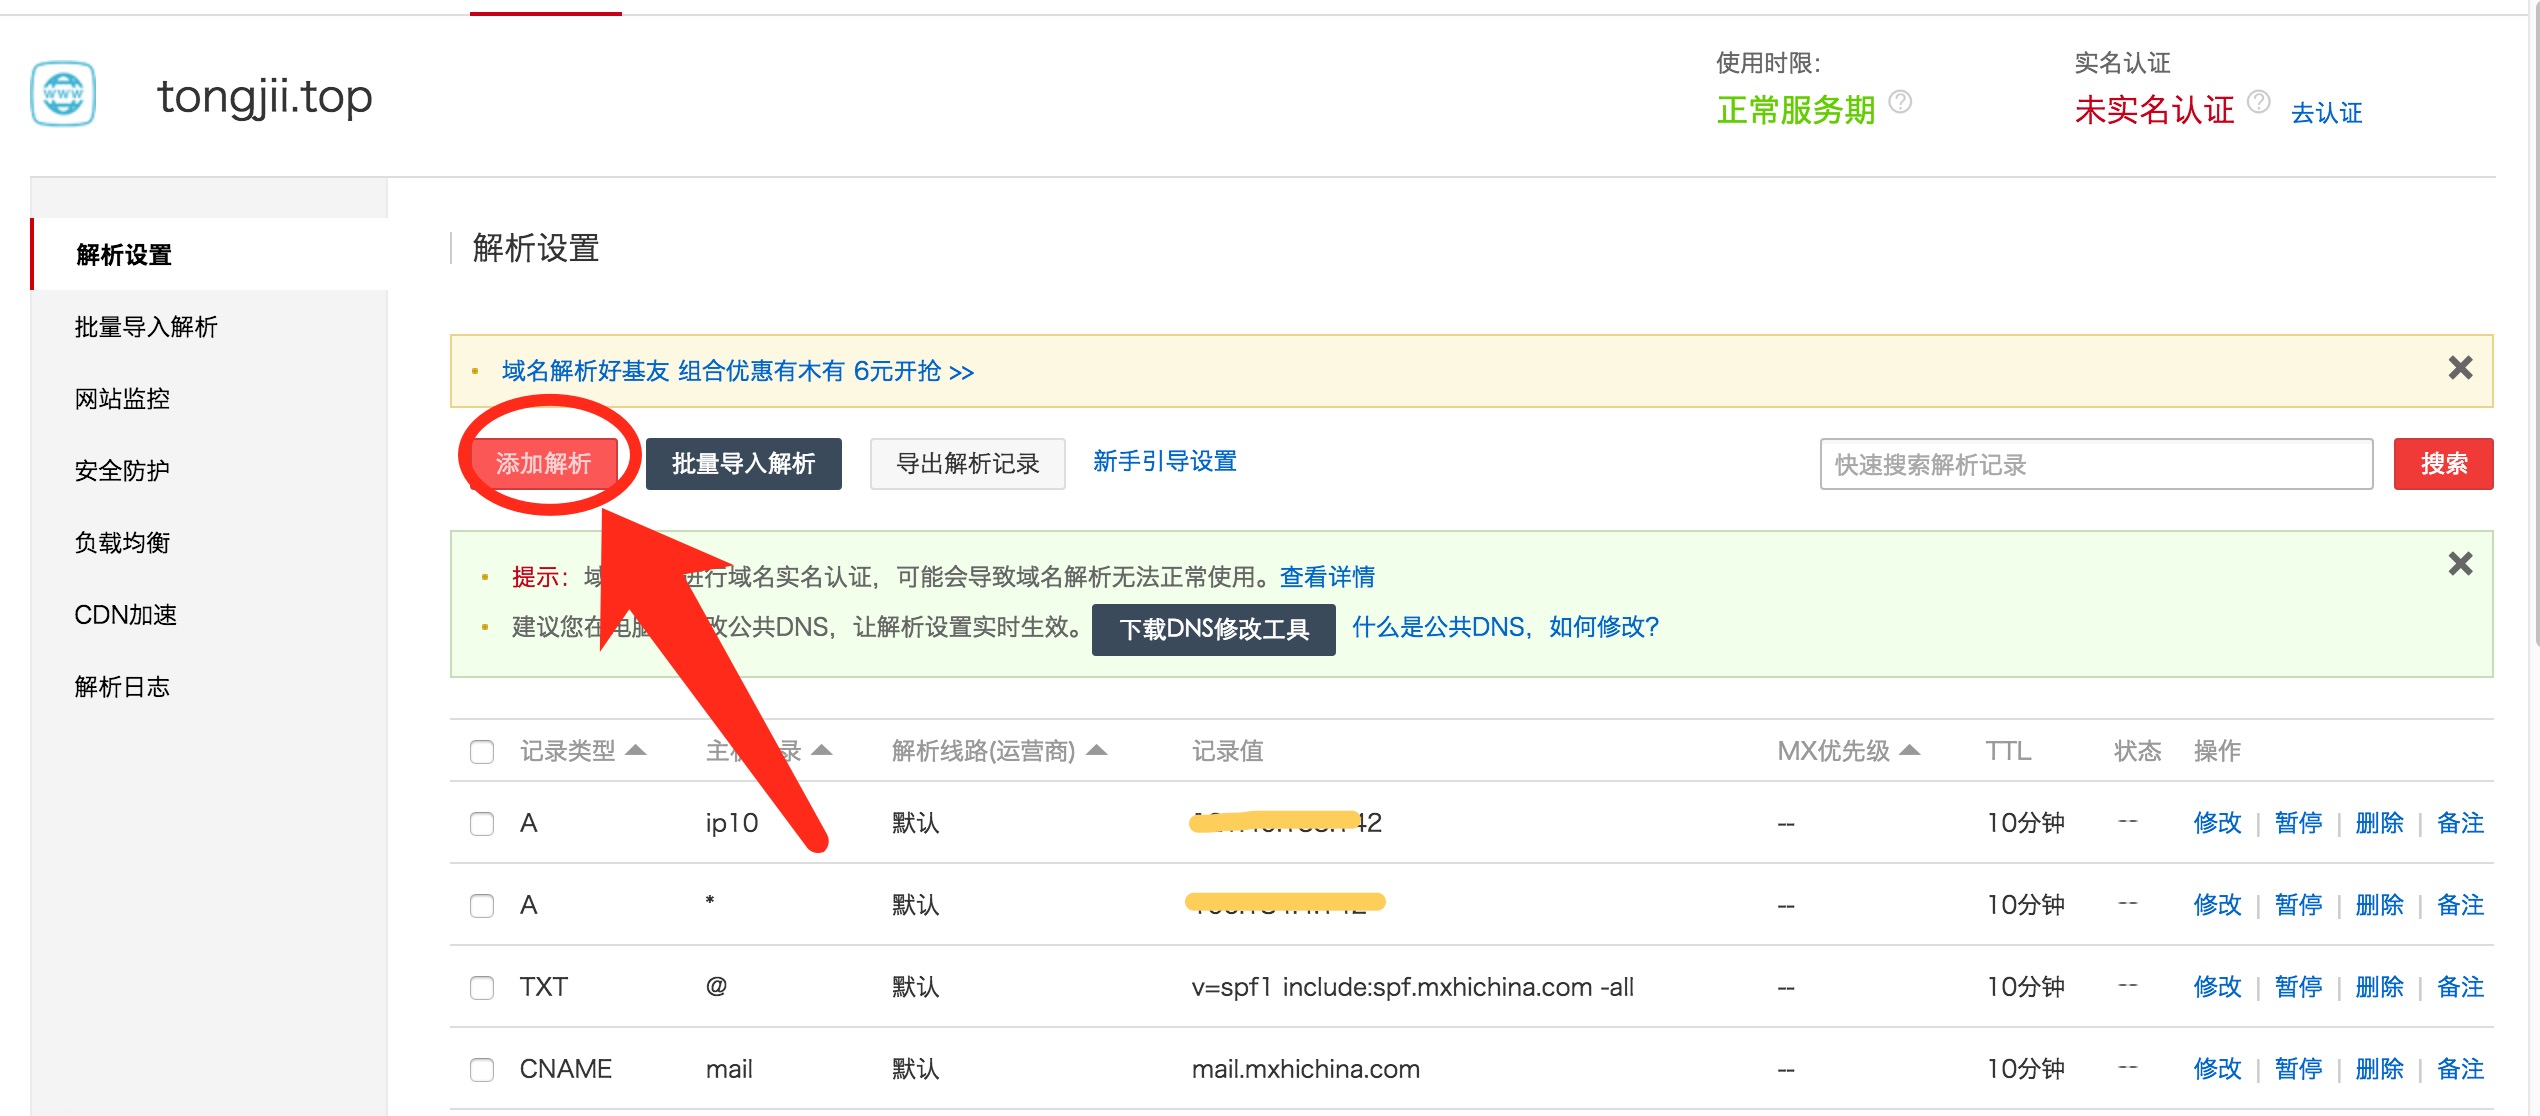 tongjii.top
使用时限:
正常服务期 ?
实名认证
未实名认证 ? 去认证
解析设置
批量导入解析
网站监控
安全防护
负载均衡
CDN加速
解析日志
解析设置
域名解析好基友 组合优惠有木有 6元开抢 >>
添加解析 批量导入解析 导出解析记录 新手引导设置 快速搜索解析记录 搜索
提示: 进行域名实名认证，可能会导致域名解析无法正常使用。查看详情
建议您在 公共DNS，让解析设置实时生效。 下载DNS修改工具 什么是公共DNS，如何修改?
记录类型 主 录 解析线路(运营商) 记录值 MX优先级 TTL 状态 操作
A ip10 默认 42 -- 10分钟 -- 修改 | 暂停 | 删除 | 备注
A * 默认 -- 10分钟 -- 修改 | 暂停 | 删除 | 备注
TXT @ 默认 v=spf1 include:spf.mxhichina.com -all -- 10分钟 -- 修改 | 暂停 | 删除 | 备注
CNAME mail 默认 mail.mxhichina.com -- 10分钟 -- 修改 | 暂停 | 删除 | 备注